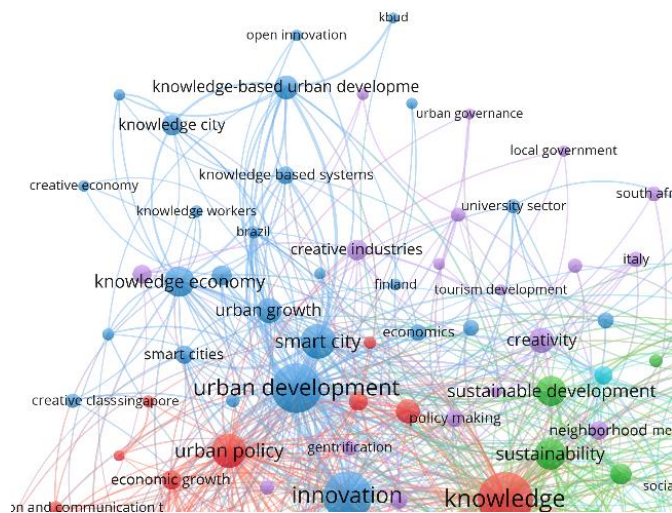 kbud
open innovation
knowledge-based urban developme
urban governance
knowledge city
local government
knowledge based systems
creative economy
south afr
university sector
knowledge workers
brazil
creative industries
italy
knowledge economy
finland
tourism development
urban growth
economics
smart city
creativity
smart cities
urban development
sustainable development
creative class
singapore
policy making
neighborhood
me
gentrification
urban policy
sustainability
economic growth
socia
innovation
knowledge
on and communication t